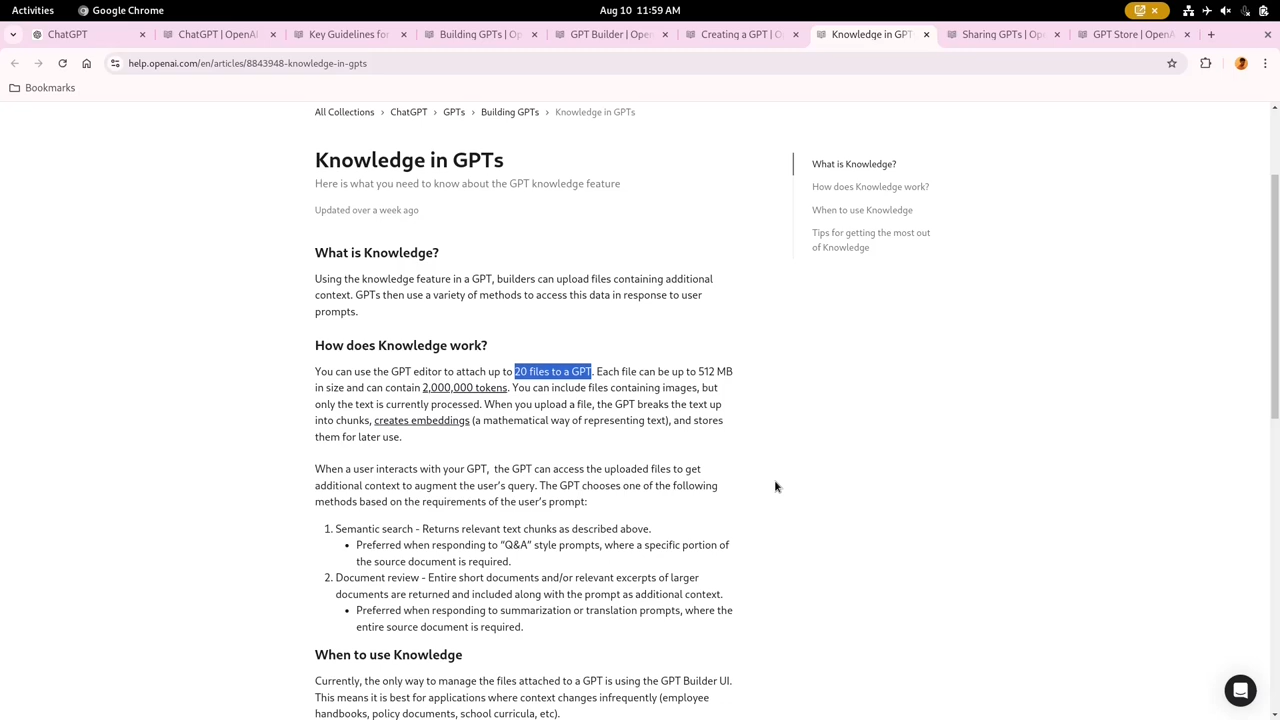 Activities
Google Chrome
Aug 10 11:59 AM
ChatGPT
ChatGPT | OpenAI
Key Guidelines for
Building GPTs | O
GPT Builder | Open
Creating a GPT | O
Knowledge in GPT
Sharing GPTs | Op
GPT Store | OpenA
help.openai.com/en/articles/8843948-knowledge-in-gpts
Bookmarks
All Collections > ChatGPT > GPTs > Building GPTs > Knowledge in GPTs
Knowledge in GPTs
Here is what you need to know about the GPT knowledge feature
Updated over a week ago
What is Knowledge?
How does Knowledge work?
When to use Knowledge
Tips for getting the most out
of Knowledge
What is Knowledge?
Using the knowledge feature in a GPT, builders can upload files containing additional
context. GPTs then use a variety of methods to access this data in response to user
prompts.
How does Knowledge work?
You can use the GPT editor to attach up to 20 files to a GPT. Each file can be up to 512 MB
in size and can contain 2,000,000 tokens. You can include files containing images, but
only the text is currently processed. When you upload a file, the GPT breaks the text up
into chunks, creates embeddings (a mathematical way of representing text), and stores
them for later use.
When a user interacts with your GPT, the GPT can access the uploaded files to get
additional context to augment the user's query. The GPT chooses one of the following
methods based on the requirements of the user's prompt:
1. Semantic search - Returns relevant text chunks as described above.
• Preferred when responding to “Q&A” style prompts, where a specific portion of
the source document is required.
2. Document review - Entire short documents and/or relevant excerpts of larger
documents are returned and included along with the prompt as additional context.
• Preferred when responding to summarization or translation prompts, where the
entire source document is required.
When to use Knowledge
Currently, the only way to manage the files attached to a GPT is using the GPT Builder UI.
This means it is best for applications where context changes infrequently (employee
handbooks, policy documents, school curricula, etc).